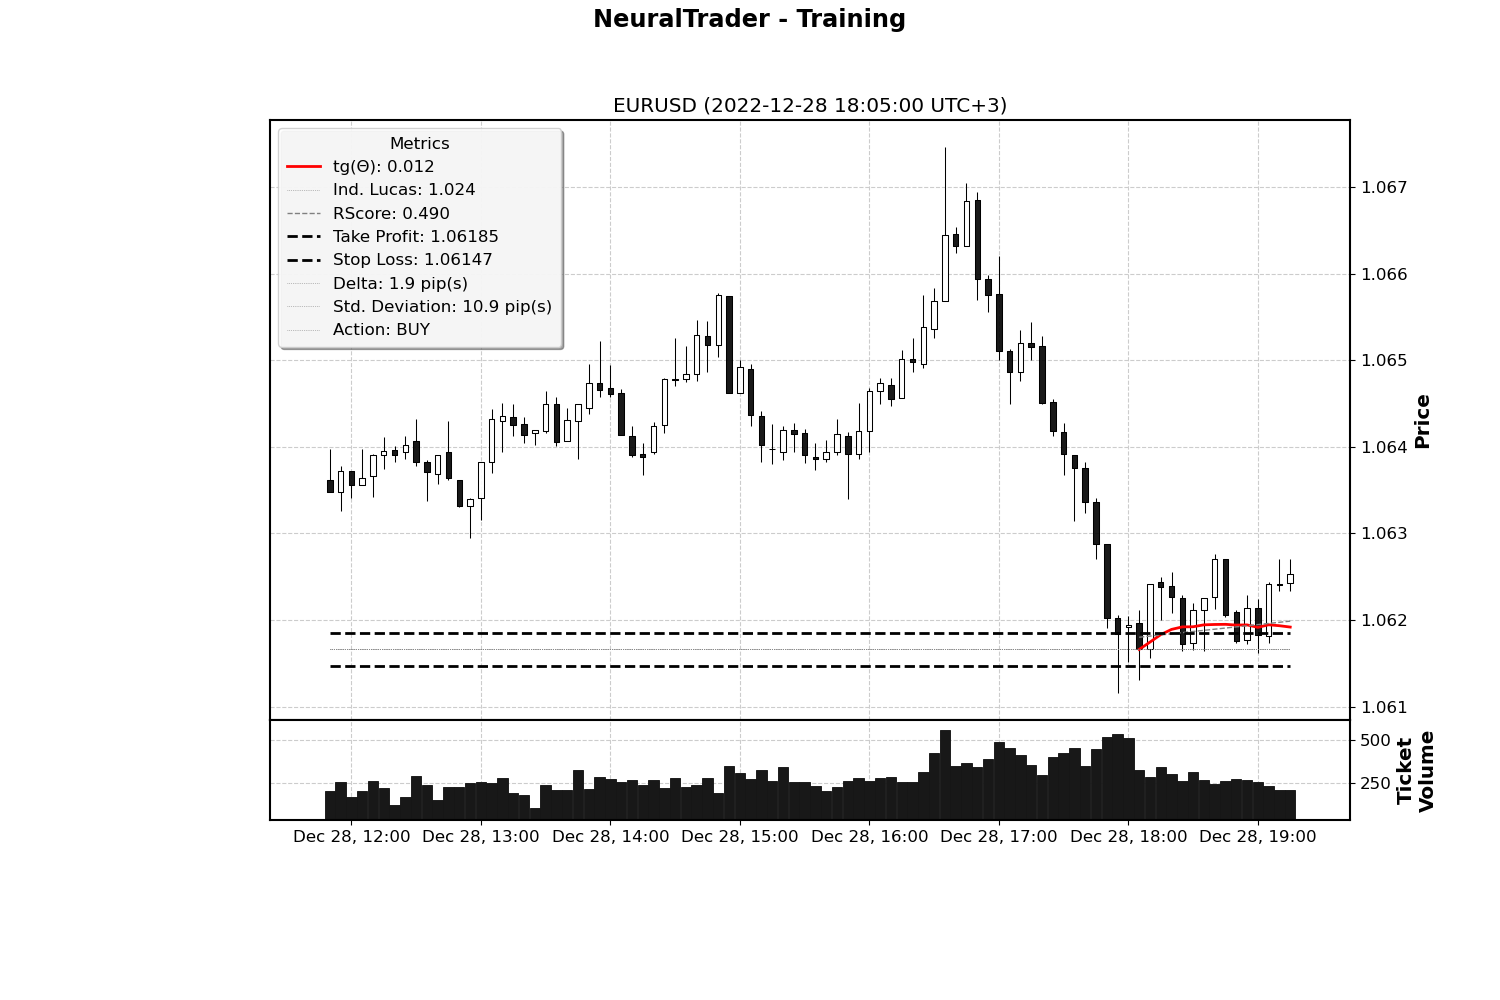 NeuralTrader - Training
EURUSD (2022-12-28 18:05:00 UTC+3)
Metrics
tg(Θ): 0.012
Ind. Lucas: 1.024
RScore: 0.490
Take Profit: 1.06185
Stop Loss: 1.06147
Delta: 1.9 pip(s)
Std. Deviation: 10.9 pip(s)
Action: BUY
1.067
1.066
1.065
1.064
1.063
1.062
1.061
Price
500
250
Ticket
Volume
Dec 28, 12:00 Dec 28, 13:00 Dec 28, 14:00 Dec 28, 15:00 Dec 28, 16:00 Dec 28, 17:00 Dec 28, 18:00 Dec 28, 19:00